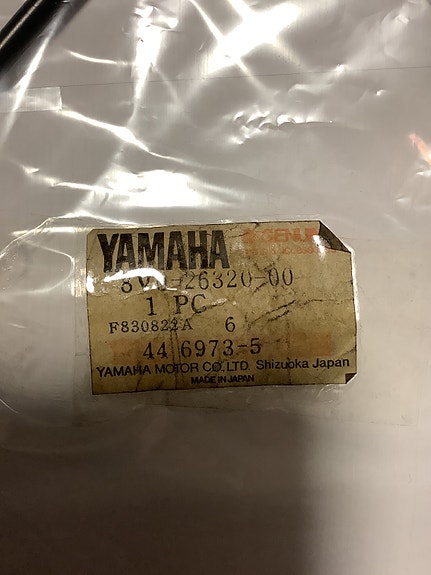 YAMAHA GENUI
26320-00
1 PC
F830822A 6
44 6973-5
YAMAHA MOTOR CO., LTD. Shizuoka Japan
MADE IN JAPAN